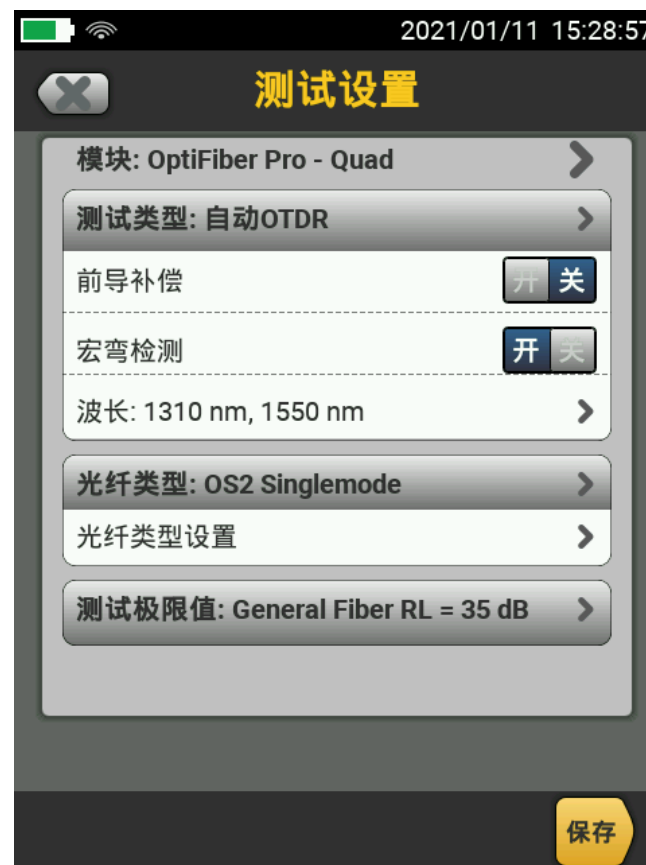 2021/01/11 15:28:57
测试设置
模块: OptiFiber Pro - Quad
测试类型: 自动OTDR
前导补偿 开 关
宏弯检测 开 关
波长: 1310 nm, 1550 nm
光纤类型: OS2 Singlemode
光纤类型设置
测试极限值: General Fiber RL = 35 dB
保存